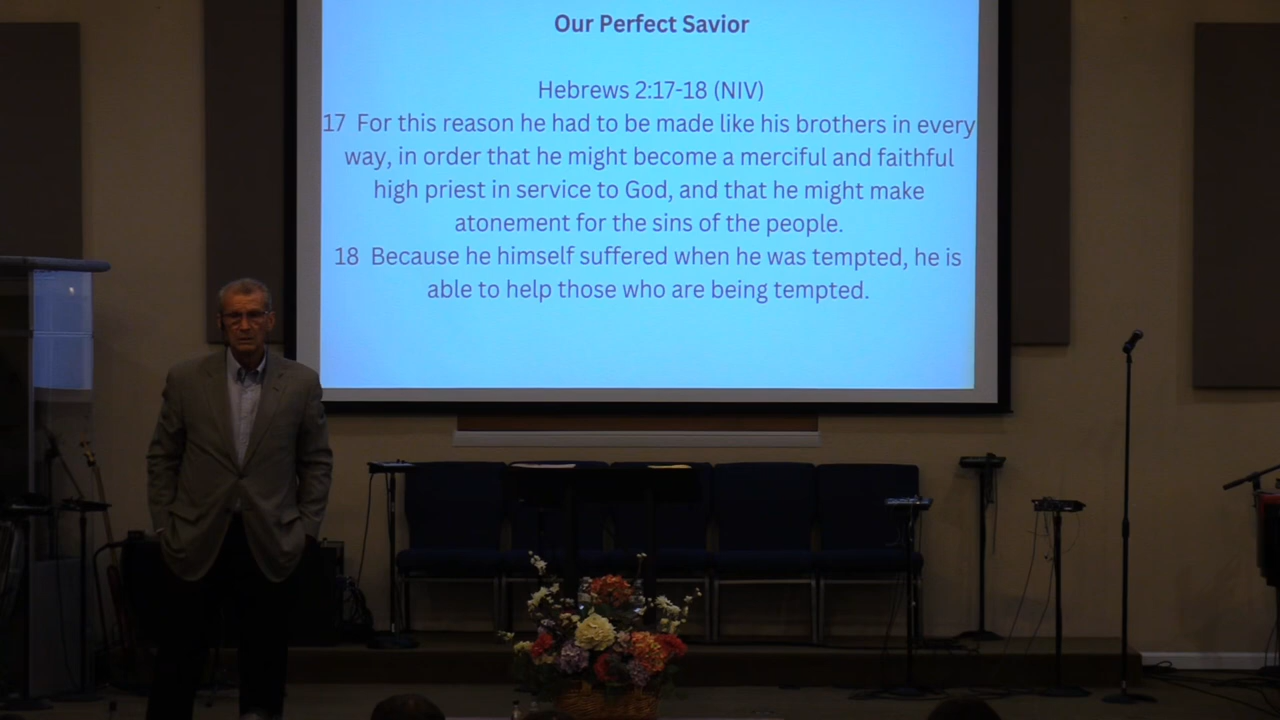 Our Perfect Savior
Hebrews 2:17-18 (NIV)
17 For this reason he had to be made like his brothers in every
way, in order that he might become a merciful and faithful
high priest in service to God, and that he might make
atonement for the sins of the people.
18 Because he himself suffered when he was tempted, he is
able to help those who are being tempted.